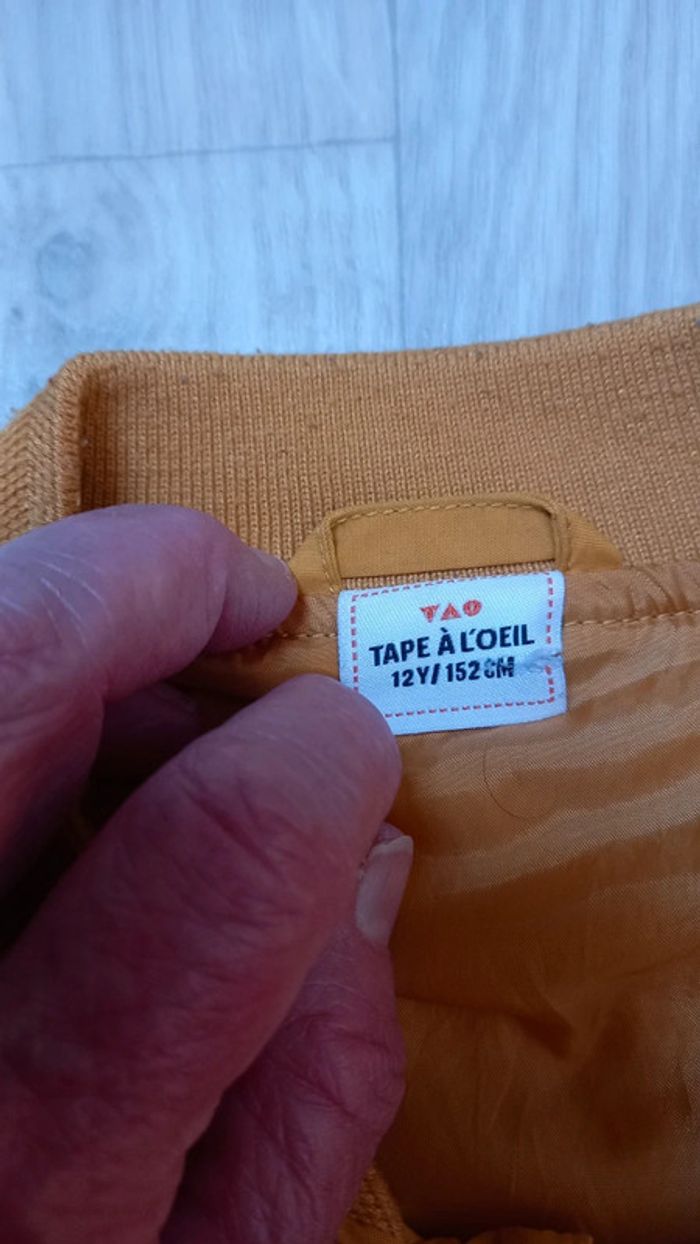 TAO
TAPE À L'OEIL
12Y/152CM